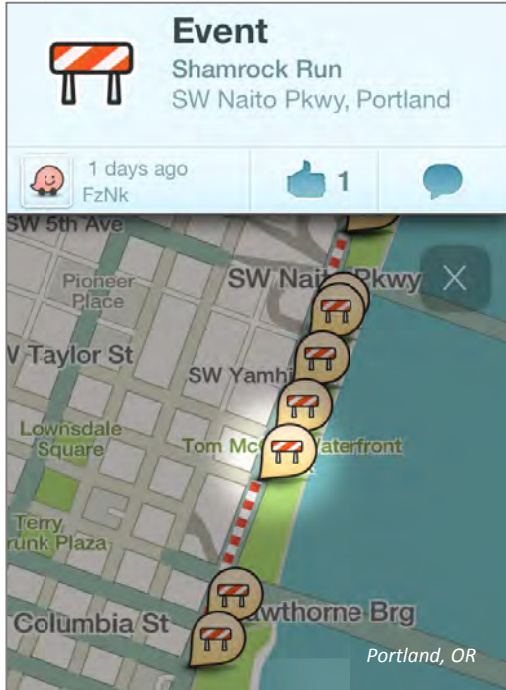 Event
Shamrock Run
SW Naito Pkwy, Portland
1 days ago
FzNk
1
SW 5th Ave
SW Nai Pkwy
Pioneer
Place
W Taylor St
SW Yamhi
Lownsdale
Square
Tom Mc aterfront
k
Terry
runk Plaza
awthorne Brg
Columbia St
Portland, OR